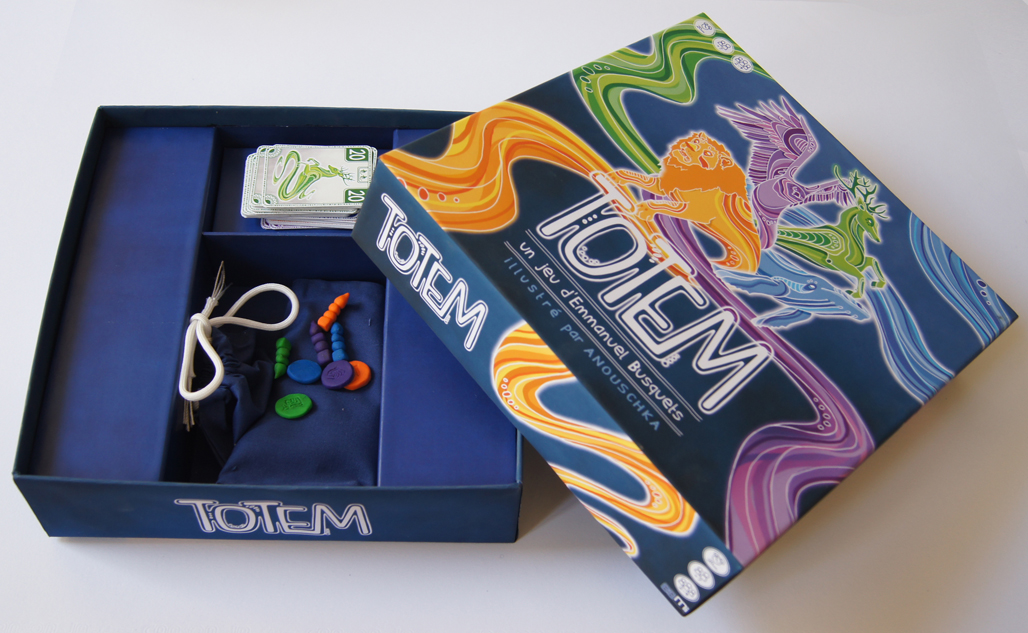 TOTEM
un jeu d'Emmanuel Busquets
illustré par ANOUSCHKA
TOTEM
TOTEM
20
20